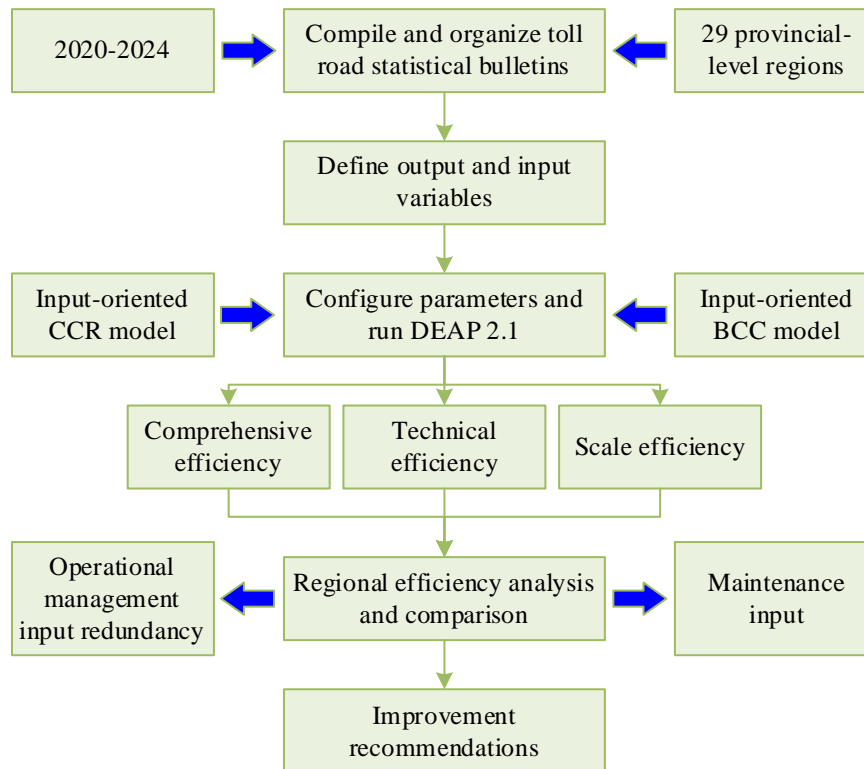 2020-2024
Compile and organize toll
road statistical bulletins
29 provincial-
level regions
Define output and input
variables
Input-oriented
CCR model
Configure parameters and
run DEAP 2.1
Input-oriented
BCC model
Comprehensive
efficiency
Technical
efficiency
Scale efficiency
Operational
management
input redundancy
Regional efficiency analysis
and comparison
Maintenance
input
Improvement
recommendations